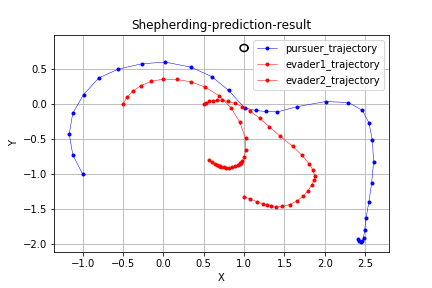 Shepherding-prediction-result
pursuer_trajectory
evader1_trajectory
evader2_trajectory
Y
0.5
0.0
−0.5
−1.0
−1.5
−2.0
−1.0 −0.5 0.0 0.5 1.0 1.5 2.0 2.5
X